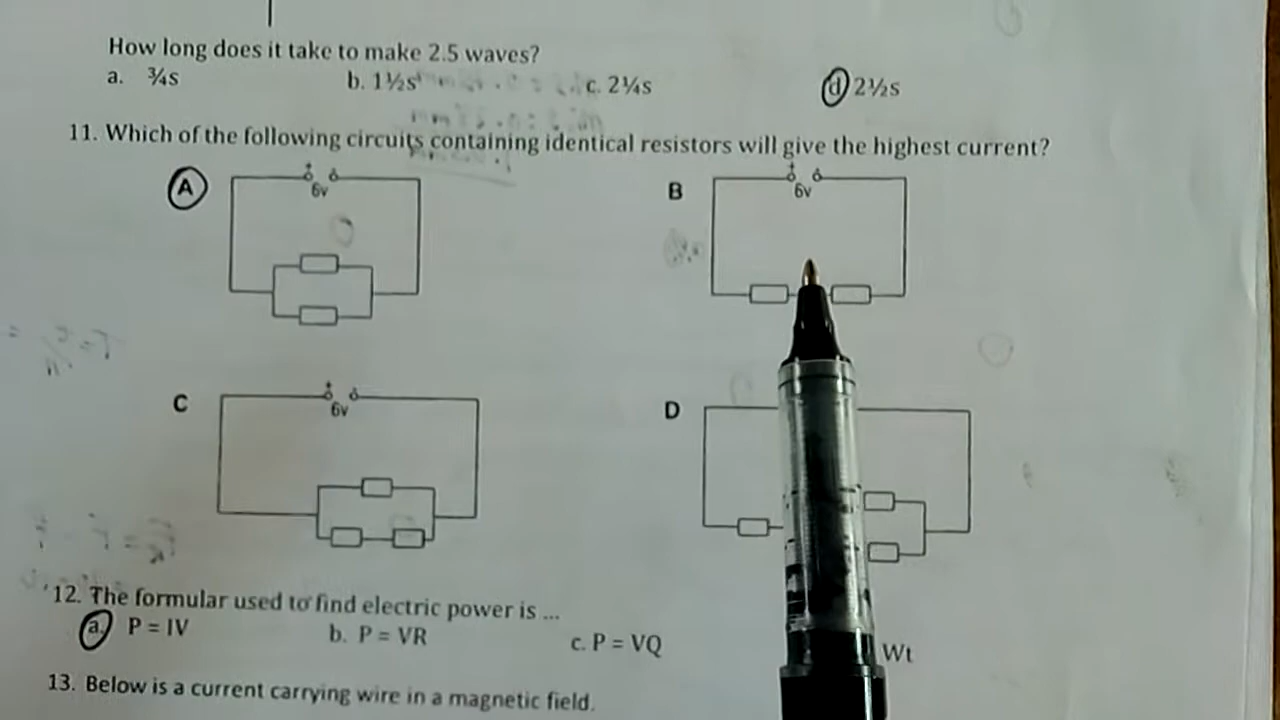 How long does it take to make 2.5 waves?
a. ¾s b. 1½s c. 2¼s d 2½s
11. Which of the following circuits containing identical resistors will give the highest current?
A B
6v 6v
C D
6v
12. The formular used to find electric power is ...
a. P = IV b. P = VR c. P = VQ Wt
13. Below is a current carrying wire in a magnetic field.